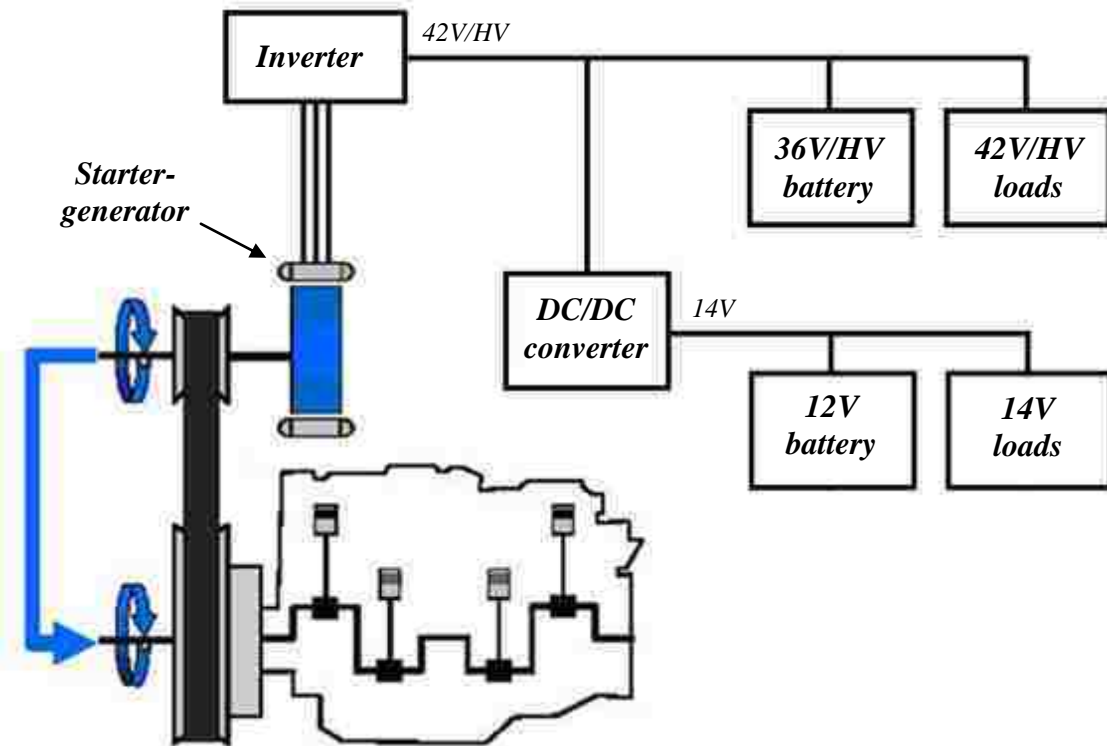 42V/HV
Inverter
36V/HV
battery
42V/HV
loads
Starter-
generator
DC/DC
converter
14V
12V
battery
14V
loads